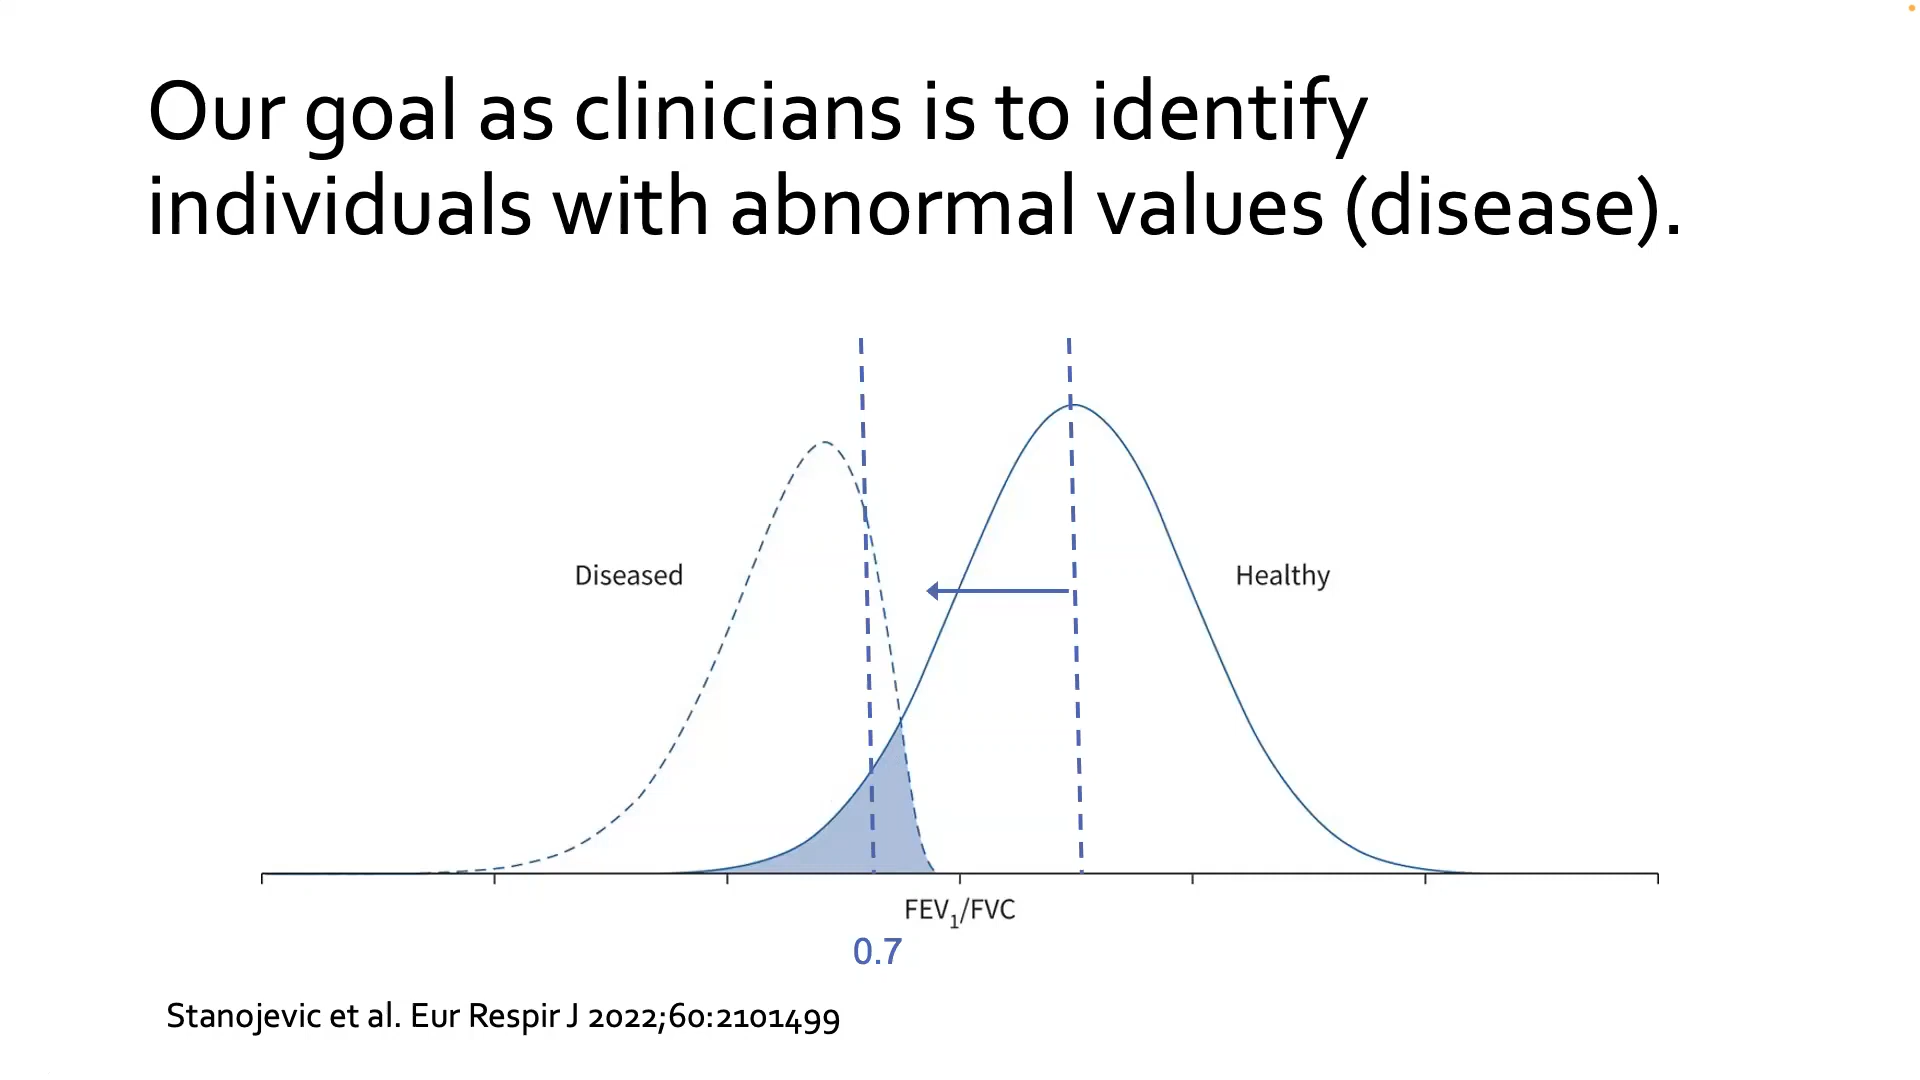 Our goal as clinicians is to identify
individuals with abnormal values (disease).
Diseased
Healthy
FEV1/FVC
0.7
Stanojevic et al. Eur Respir J 2022;60:2101499